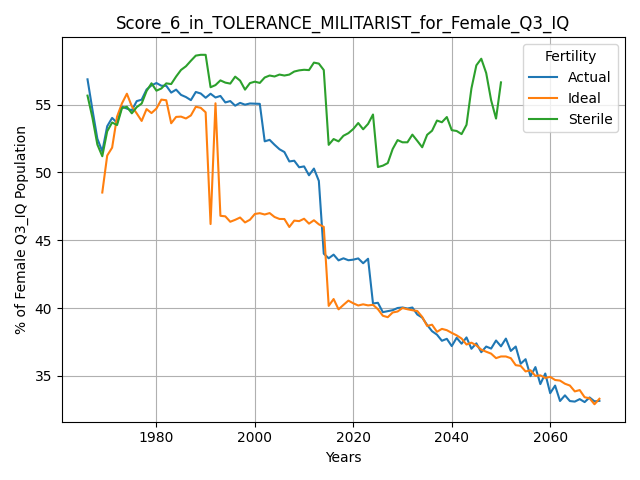 Score_6_in_TOLERANCE_MILITARIST_for_Female_Q3_IQ
% of Female Q3_IQ Population
55
50
45
40
35
Fertility
Actual
Ideal
Sterile
1980 2000 2020 2040 2060
Years